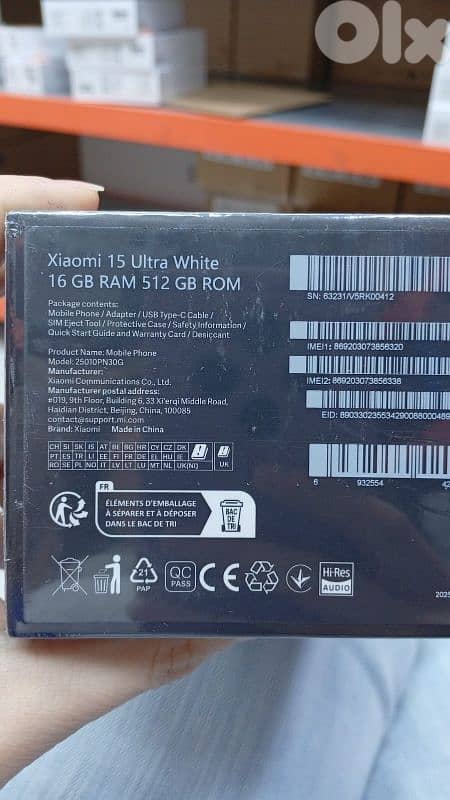 OLX
Xiaomi 15 Ultra White
16 GB RAM 512 GB ROM
Package contents:
Mobile Phone / Adapter / USB Type-C Cable /
SIM Eject Tool / Protective Case / Safety Information /
Quick Start Guide and Warranty Card / Desiccant
Product Name: Mobile Phone
Model: 25010PN30G
Manufacturer:
Xiaomi Communications Co., Ltd.
Manufacturer postal address:
#019, 9th Floor, Building 6, 33 Xi'erqi Middle Road,
Haidian District, Beijing, China, 100085
contact@support.mi.com
Brand: Xiaomi Made in China
SN: 63231/V5RK00412
IMEI1: 869203073856320
IMEI2: 869203073856338
EID: 890330235534290088000489
6 932554 42
CH SI SK IS AT BE BG HR CY CZ DK
PT ES TR LI EE FI FR DE EL HU IE
RO SE PL NO IT LV LT LU MT NL UK(NI)
UK
FR
ÉLÉMENTS D'EMBALLAGE
À SÉPARER ET À DÉPOSER
DANS LE BAC DE TRI
BAC
DE
TRI
21
PAP
QC
PASS
CE
Hi-Res
AUDIO
2025